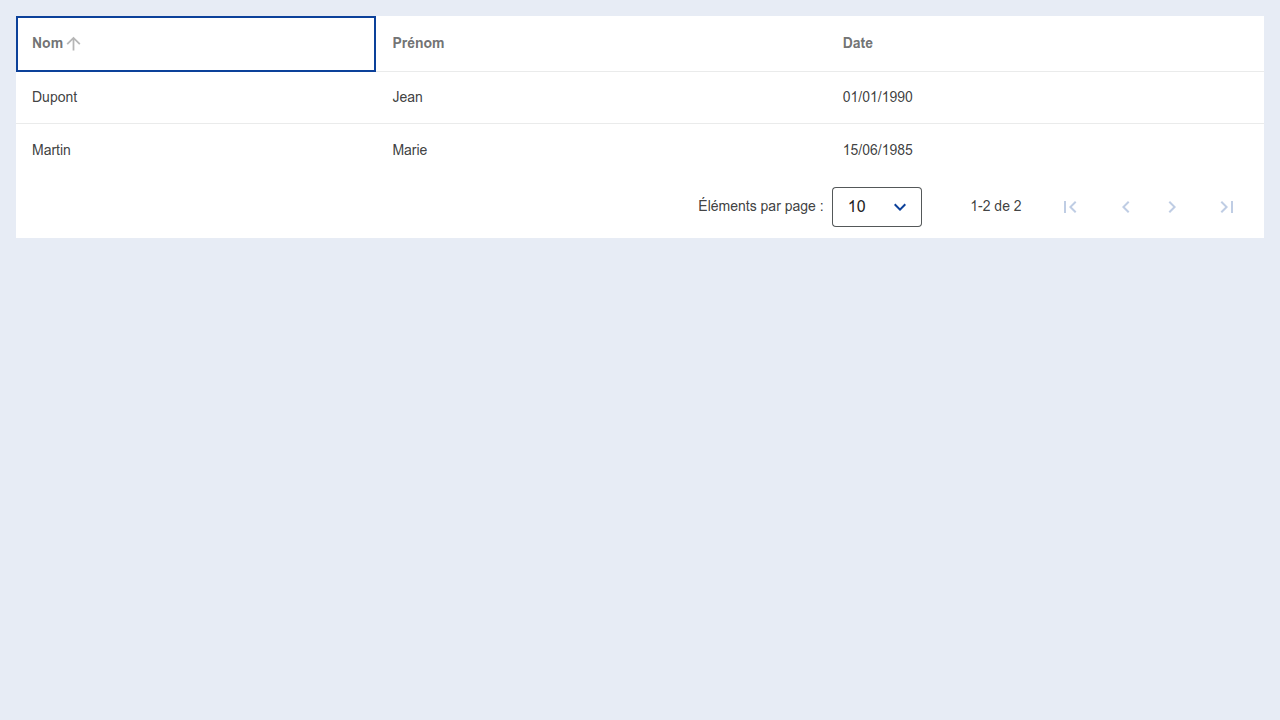 Nom Prénom Date
Dupont Jean 01/01/1990
Martin Marie 15/06/1985
Éléments par page : 10 1-2 de 2